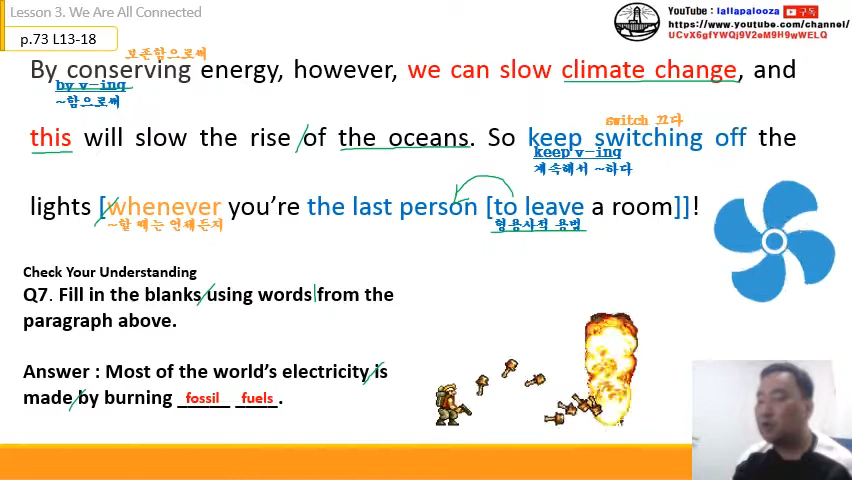 Lesson 3. We Are All Connected
p.73 L13-18
YouTube : lallapalooza 구독
https://www.youtube.com/channel/
UCvX6gfYWQj9V2eM9H9wWELQ
보존함으로써
By conserving energy, however, we can slow climate change, and
by v-ing
~함으로써
switch 끄다
this will slow the rise of the oceans. So keep switching off the
keep v-ing
계속해서 ~하다
lights [whenever you’re the last person [to leave a room]]!
~할 때는 언제든지
형용사적 용법
Check Your Understanding
Q7. Fill in the blanks using words from the
paragraph above.
Answer : Most of the world’s electricity is
made by burning fossil fuels.